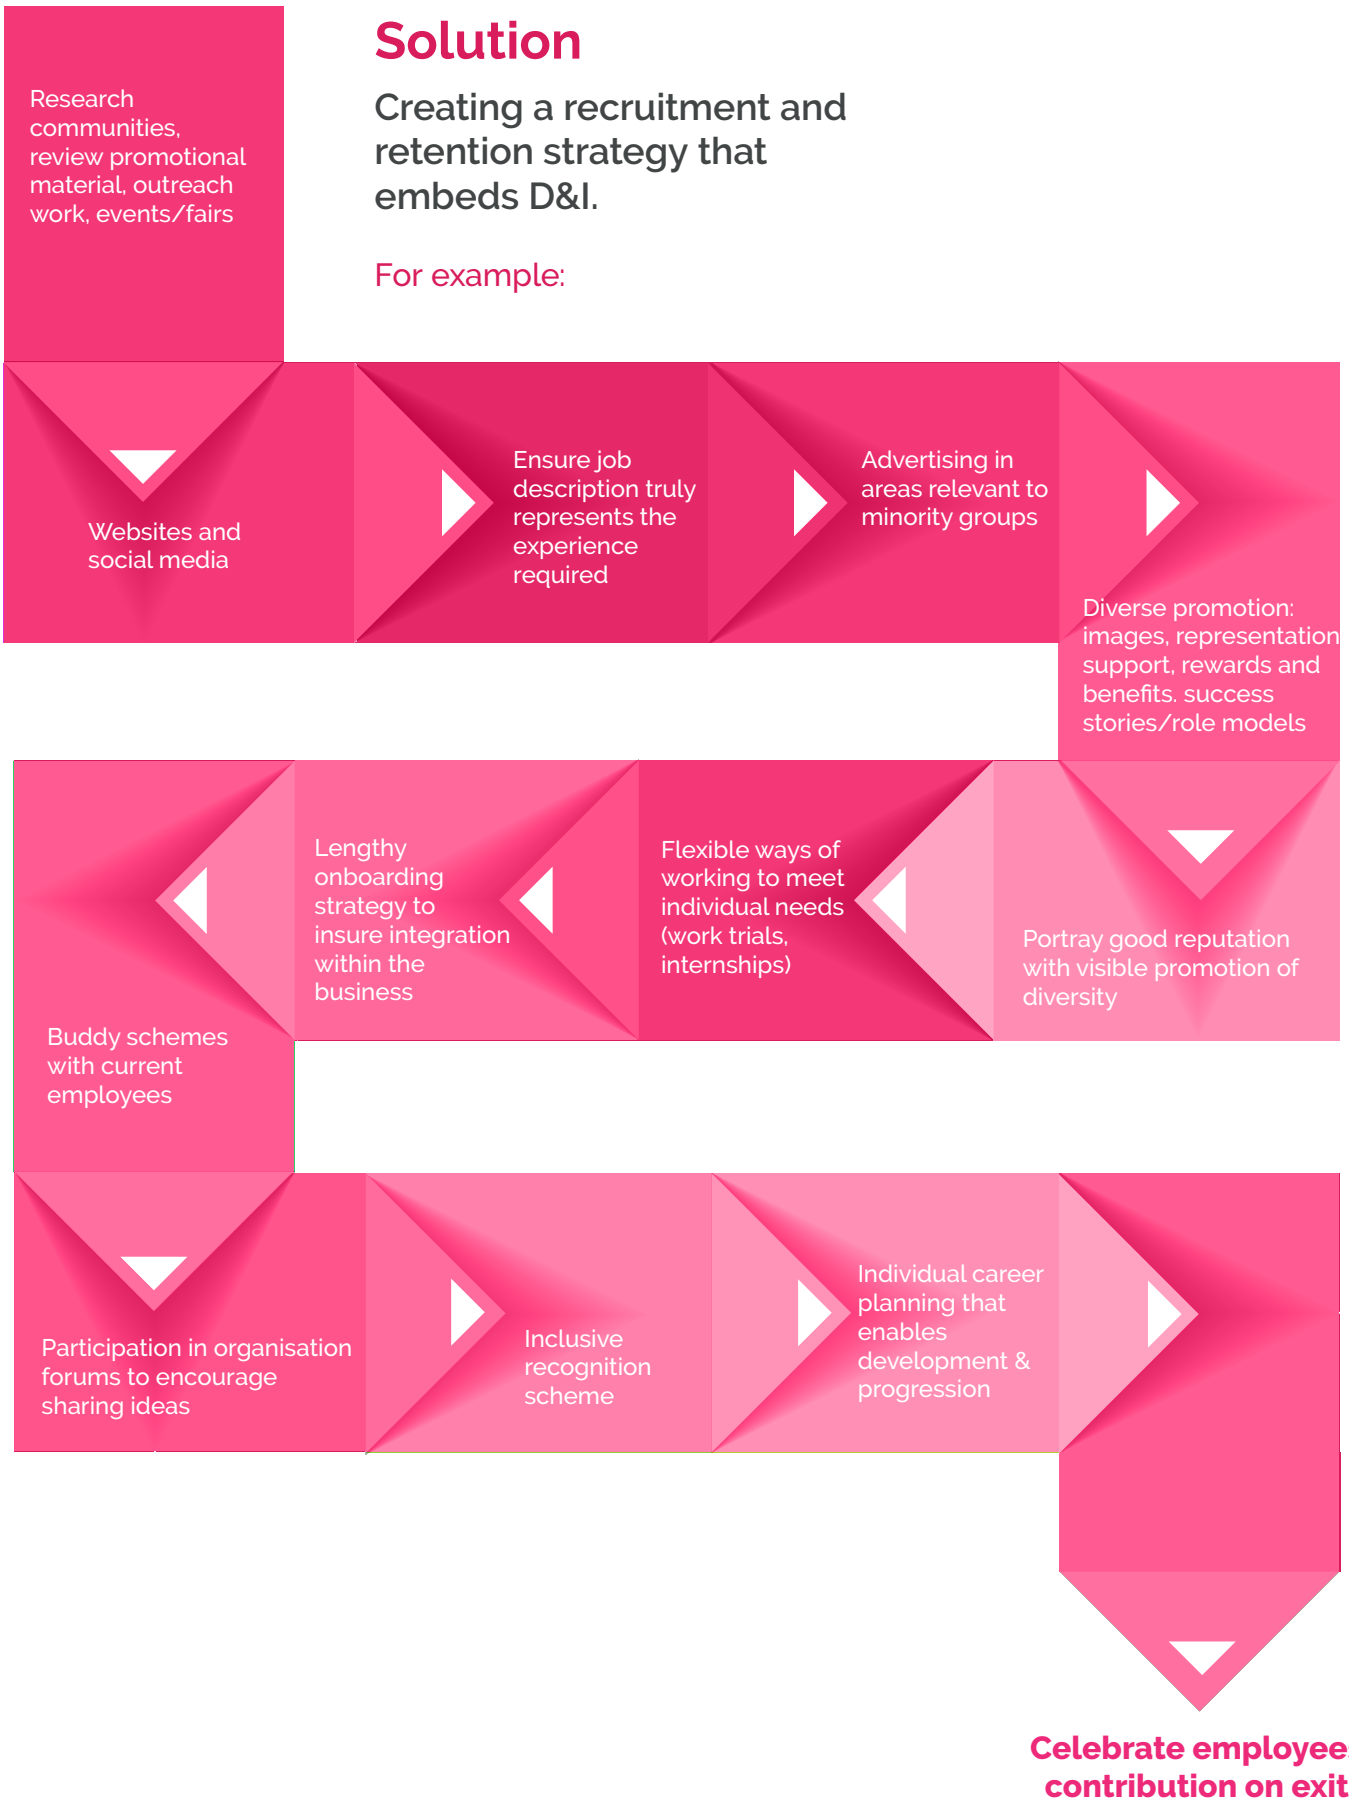 Solution
Creating a recruitment and
retention strategy that
embeds D&I.
For example:
Research
communities,
review promotional
material, outreach
work, events/fairs
Websites and
social media
Ensure job
description truly
represents the
experience
required
Advertising in
areas relevant to
minority groups
Diverse promotion:
images, representation
support, rewards and
benefits. success
stories/role models
Portray good reputation
with visible promotion of
diversity
Flexible ways of
working to meet
individual needs
(work trials,
internships)
Lengthy
onboarding
strategy to
insure integration
within the
business
Buddy schemes
with current
employees
Participation in organisation
forums to encourage
sharing ideas
Inclusive
recognition
scheme
Individual career
planning that
enables
development &
progression
Celebrate employees
contribution on exit